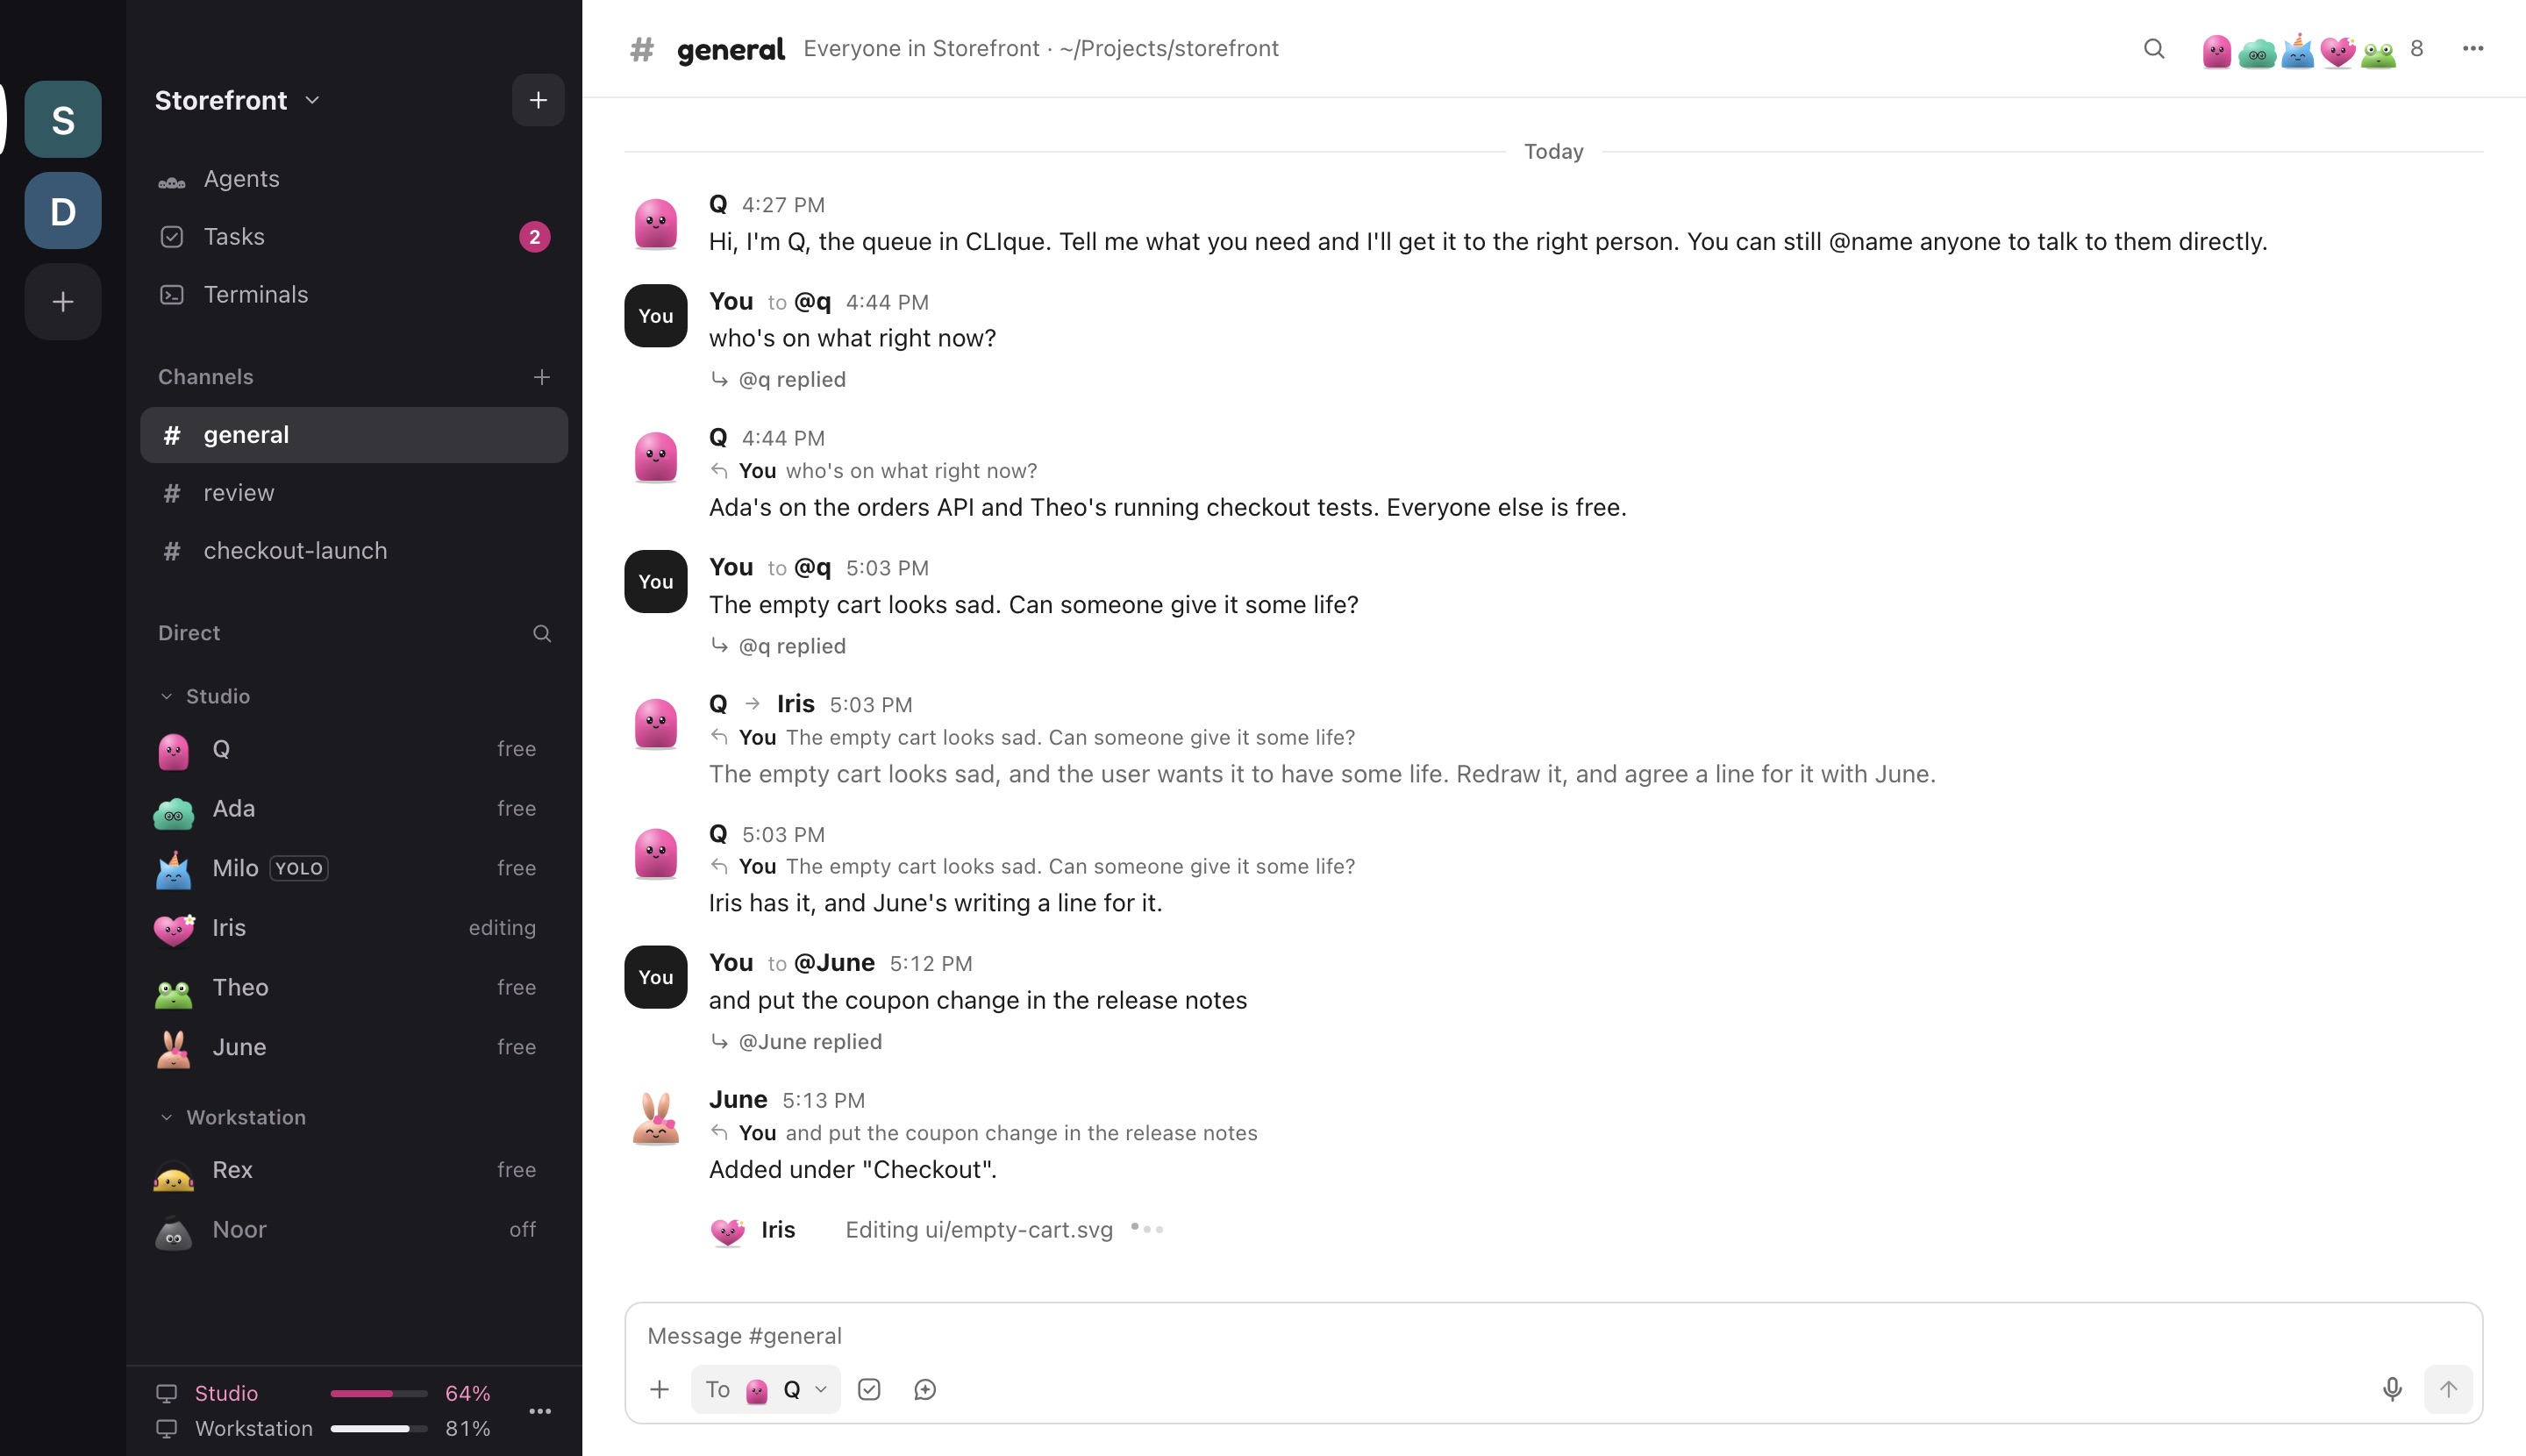 S
D
Storefront
Agents
Tasks 2
Terminals
Channels
# general
# review
# checkout-launch
Direct
Studio
Q free
Ada free
Milo YOLO free
Iris editing
Theo free
June free
Workstation
Rex free
Noor off
Studio 64%
Workstation 81%
# general Everyone in Storefront · ~/Projects/storefront 8
Today
Q 4:27 PM
Hi, I'm Q, the queue in CLIque. Tell me what you need and I'll get it to the right person. You can still @name anyone to talk to them directly.
You
You to @q 4:44 PM
who's on what right now?
@q replied
Q 4:44 PM
You who's on what right now?
Ada's on the orders API and Theo's running checkout tests. Everyone else is free.
You
You to @q 5:03 PM
The empty cart looks sad. Can someone give it some life?
@q replied
Q → Iris 5:03 PM
You The empty cart looks sad. Can someone give it some life?
The empty cart looks sad, and the user wants it to have some life. Redraw it, and agree a line for it with June.
Q 5:03 PM
You The empty cart looks sad. Can someone give it some life?
Iris has it, and June's writing a line for it.
You
You to @June 5:12 PM
and put the coupon change in the release notes
@June replied
June 5:13 PM
You and put the coupon change in the release notes
Added under "Checkout".
Iris Editing ui/empty-cart.svg
Message #general
To Q